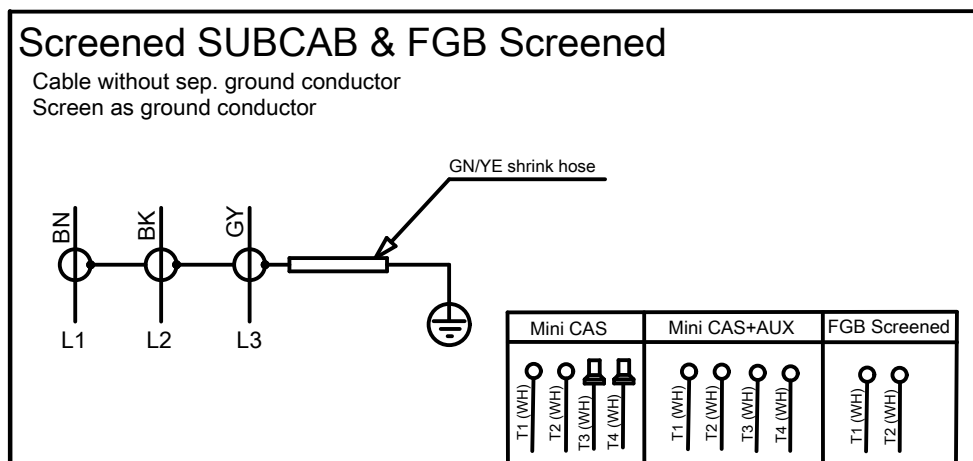 Screened SUBCAB & FGB Screened
Cable without sep. ground conductor
Screen as ground conductor
GN/YE shrink hose
BN
BK
GY
L1
L2
L3
Mini CAS
Mini CAS+AUX
FGB Screened
T1 (WH)
T2 (WH)
T3 (WH)
T4 (WH)
T1 (WH)
T2 (WH)
T3 (WH)
T4 (WH)
T1 (WH)
T2 (WH)